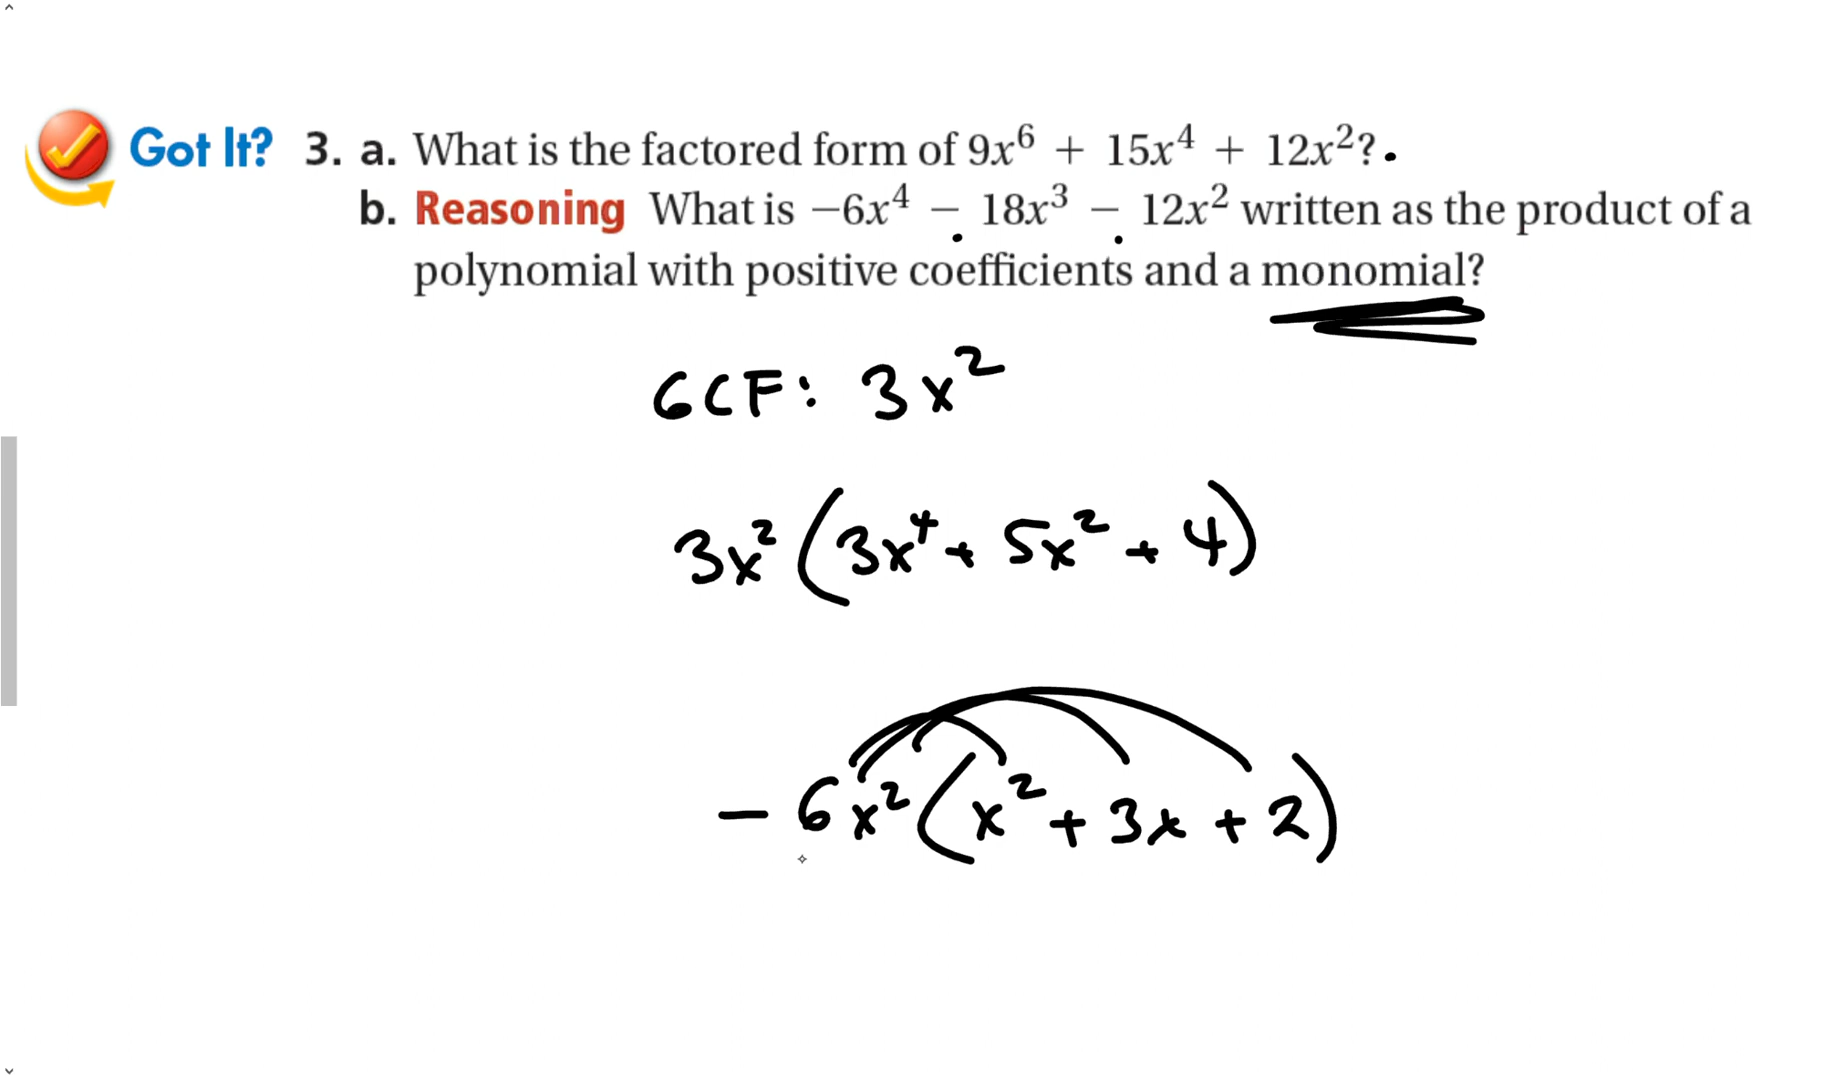 Got It? 3. a. What is the factored form of 9x⁶ + 15x⁴ + 12x²?
b. Reasoning What is −6x⁴ − 18x³ − 12x² written as the product of a
polynomial with positive coefficients and a monomial?
GCF: 3x²
3x²(3x⁴ + 5x² + 4)
− 6x²(x² + 3x + 2)